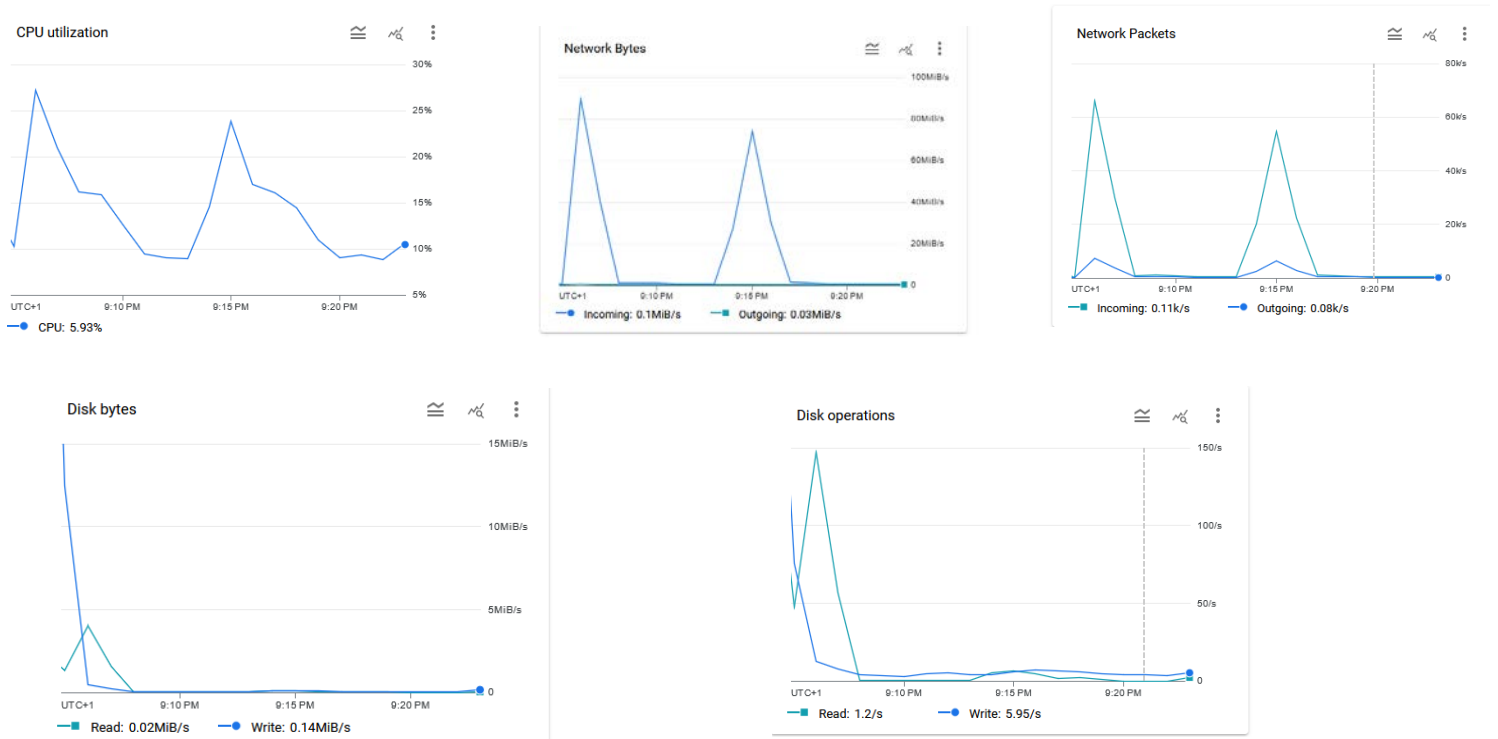 CPU utilization
30%
25%
20%
15%
10%
5%
UTC+1 9:10 PM 9:15 PM 9:20 PM
CPU: 5.93%
Network Bytes
100MiB/s
80MiB/s
60MiB/s
40MiB/s
20MiB/s
0
UTC+1 9:10 PM 9:15 PM 9:20 PM
Incoming: 0.1MiB/s Outgoing: 0.03MiB/s
Network Packets
80k/s
60k/s
40k/s
20k/s
0
UTC+1 9:10 PM 9:15 PM 9:20 PM
Incoming: 0.11k/s Outgoing: 0.08k/s
Disk bytes
15MiB/s
10MiB/s
5MiB/s
0
UTC+1 9:10 PM 9:15 PM 9:20 PM
Read: 0.02MiB/s Write: 0.14MiB/s
Disk operations
150/s
100/s
50/s
0
UTC+1 9:10 PM 9:15 PM 9:20 PM
Read: 1.2/s Write: 5.95/s